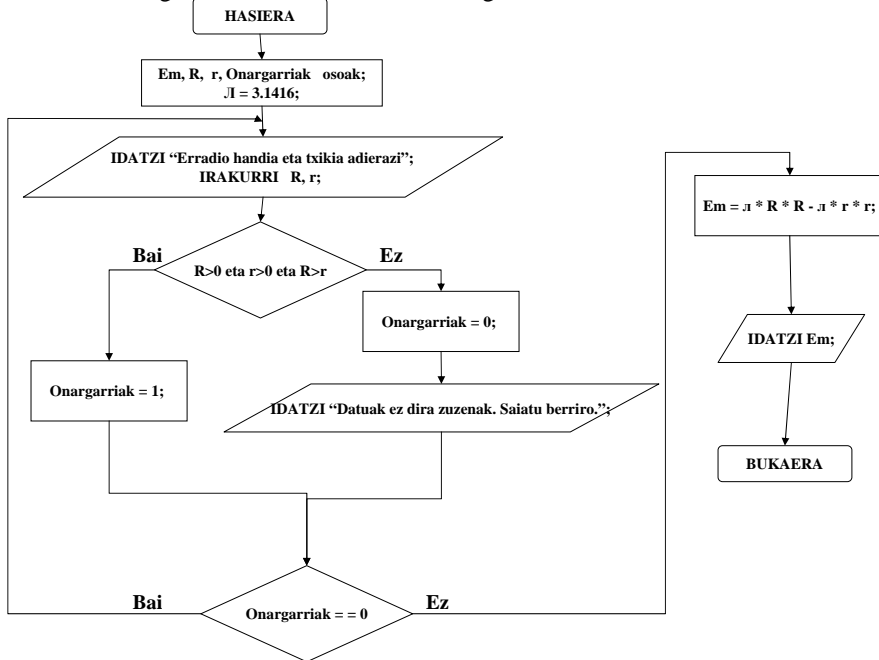 HASIERA
Em, R, r, Onargarriak osoak;
Л = 3.1416;
IDATZI “Erradio handia eta txikia adierazi”;
IRAKURRI R, r;
R>0 eta r>0 eta R>r
Bai
Ez
Onargarriak = 1;
Onargarriak = 0;
IDATZI “Datuak ez dira zuzenak. Saiatu berriro.”;
Onargarriak = = 0
Bai
Ez
Em = л * R * R - л * r * r;
IDATZI Em;
BUKAERA